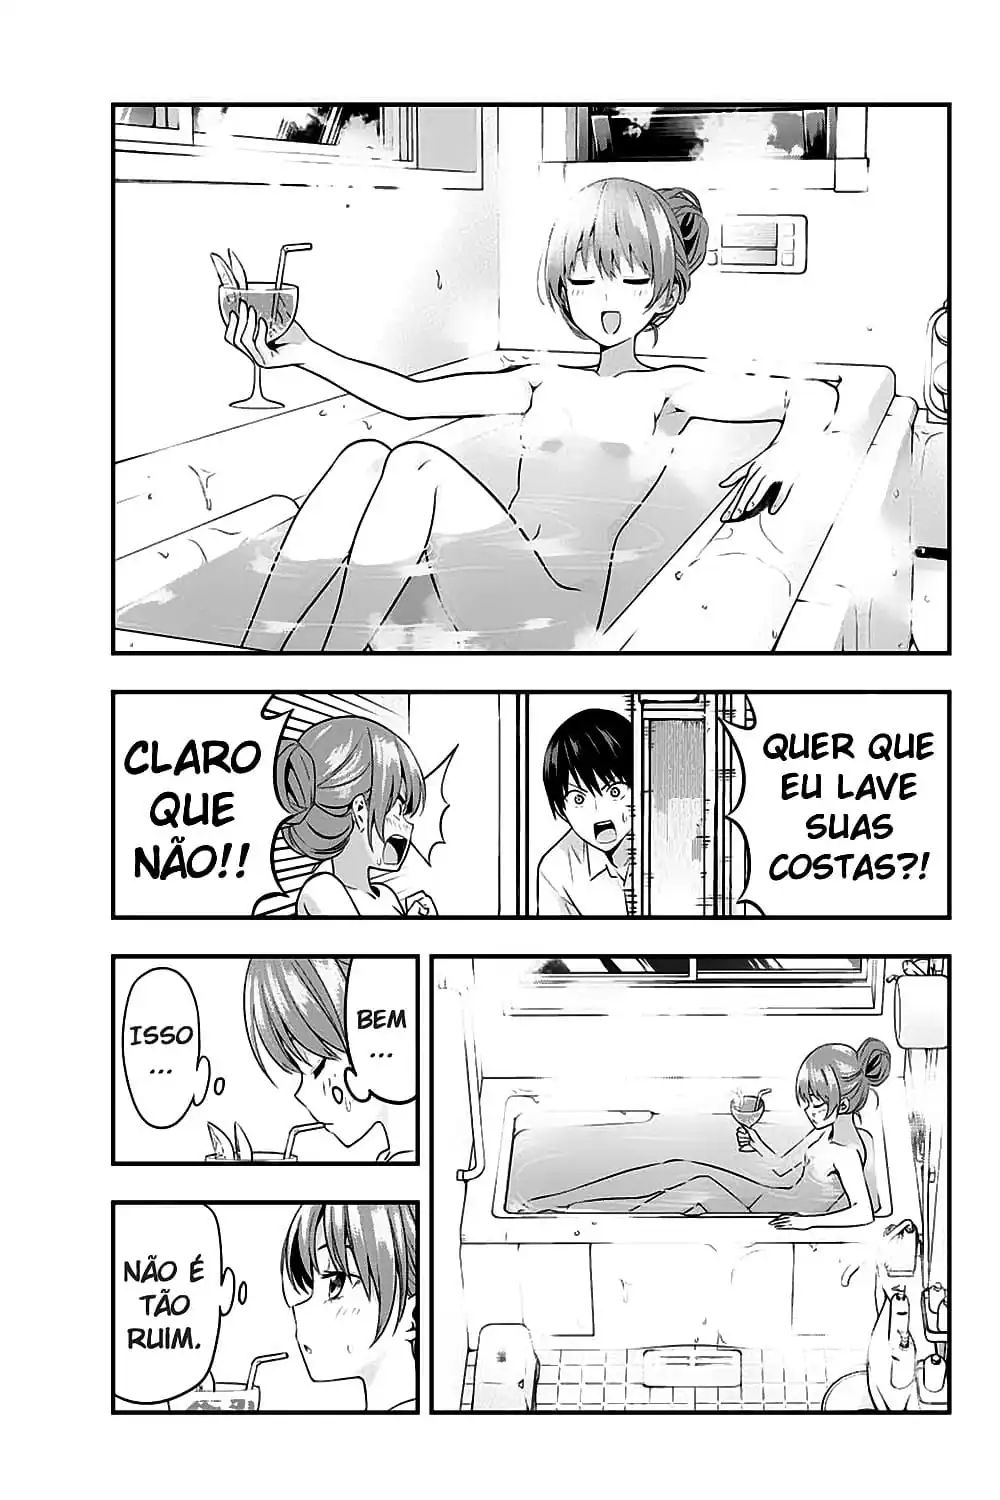 QUER QUE
EU LAVE
SUAS
COSTAS?!
CLARO
QUE
NÃO!!
BEM
...
ISSO
...
NÃO É
TÃO
RUIM.